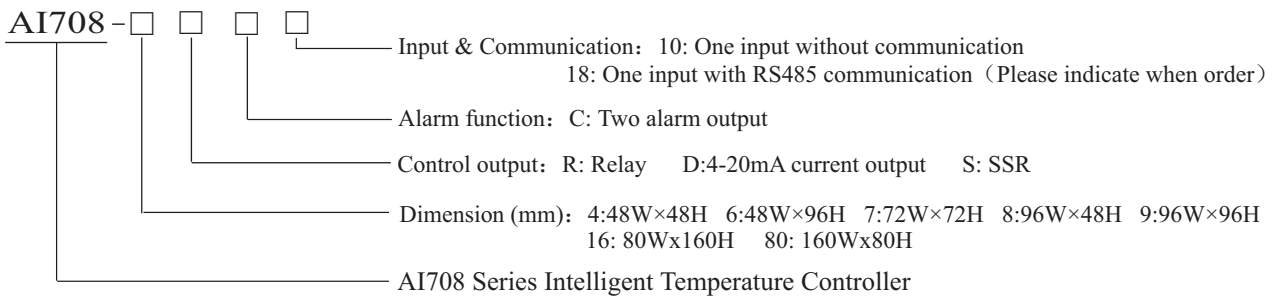 AI708-□ □ □ □
Input & Communication：10: One input without communication
18: One input with RS485 communication（Please indicate when order）
Alarm function：C: Two alarm output
Control output：R: Relay D:4-20mA current output S: SSR
Dimension (mm)：4:48W×48H 6:48W×96H 7:72W×72H 8:96W×48H 9:96W×96H
16: 80Wx160H 80: 160Wx80H
AI708 Series Intelligent Temperature Controller